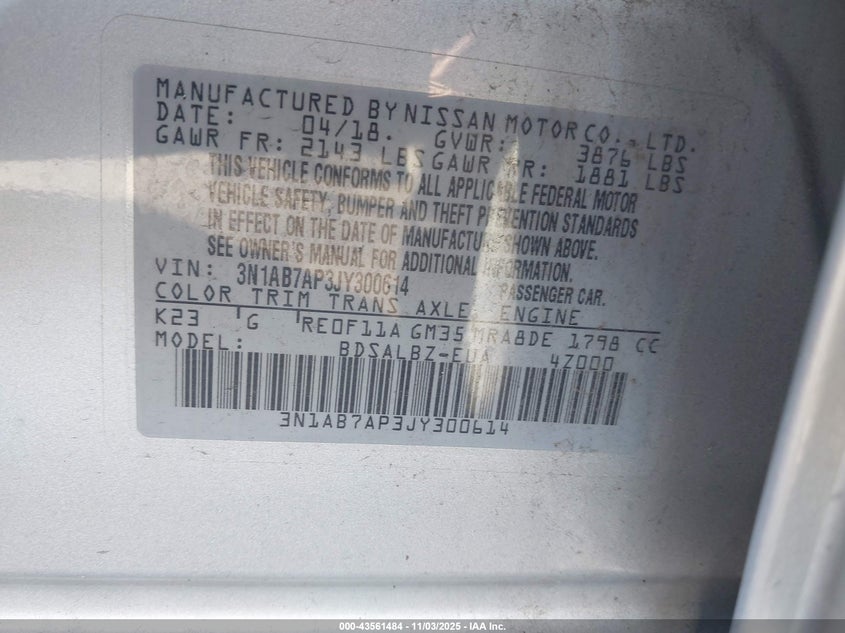 MANUFACTURED BY NISSAN MOTOR CO., LTD.
DATE: 04/18. GVWR: 3876 LBS
GAWR FR: 2143 LBS GAWR RR: 1881 LBS
THIS VEHICLE CONFORMS TO ALL APPLICABLE FEDERAL MOTOR
VEHICLE SAFETY, BUMPER AND THEFT PREVENTION STANDARDS
IN EFFECT ON THE DATE OF MANUFACTURE SHOWN ABOVE.
SEE OWNER'S MANUAL FOR ADDITIONAL INFORMATION.
VIN: 3N1AB7AP3JY300614 PASSENGER CAR.
COLOR TRIM TRANS AXLE ENGINE
K23 G RE0F11A GM35 MRA8DE 1798 CC
MODEL: BDSALBZ-EUA 4Z000
3N1AB7AP3JY300614
000-43561484 - 11/03/2025 - IAA Inc.